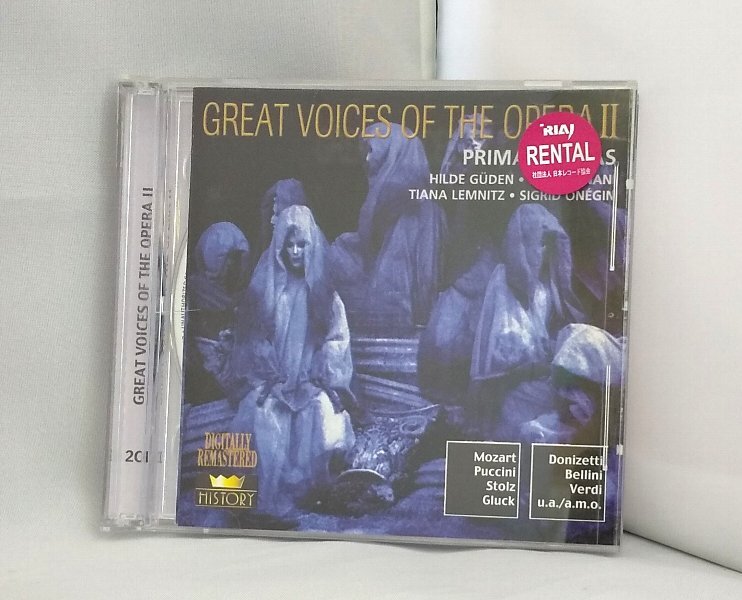 GREAT VOICES OF THE OPERA II
HILDE GÜDEN •
TIANA LEMNITZ • SIGRID ONÉGIN
RIAJ
RENTAL
社団法人 日本レコード協会
GREAT VOICES OF THE OPERA II
DIGITALLY
REMASTERED
HISTORY
Mozart
Puccini
Stolz
Gluck
Donizetti
Bellini
Verdi
u.a./a.m.o.